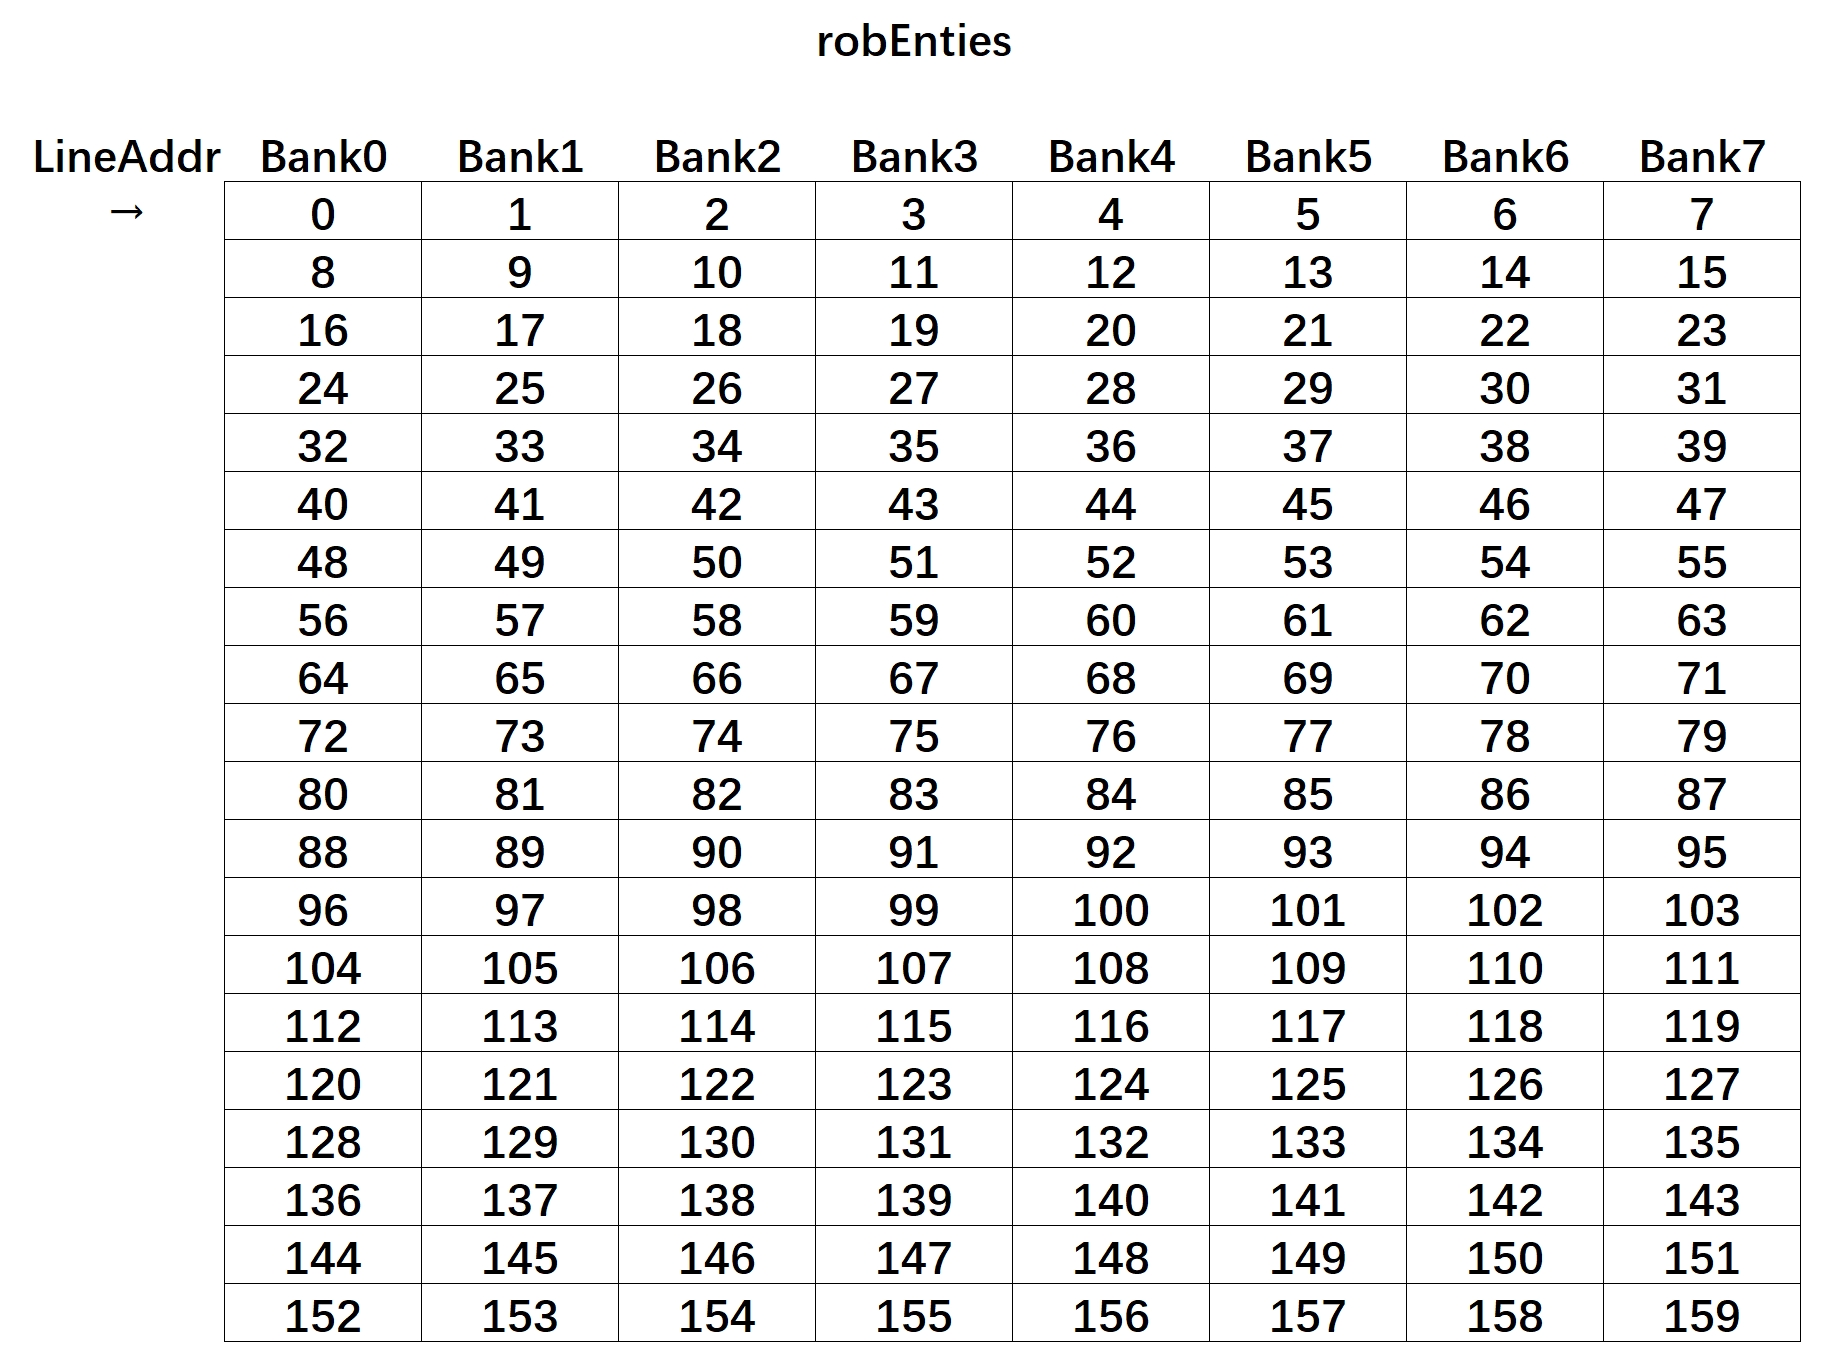 robEnties
LineAddr Bank0 Bank1 Bank2 Bank3 Bank4 Bank5 Bank6 Bank7
→ 0 1 2 3 4 5 6 7
8 9 10 11 12 13 14 15
16 17 18 19 20 21 22 23
24 25 26 27 28 29 30 31
32 33 34 35 36 37 38 39
40 41 42 43 44 45 46 47
48 49 50 51 52 53 54 55
56 57 58 59 60 61 62 63
64 65 66 67 68 69 70 71
72 73 74 75 76 77 78 79
80 81 82 83 84 85 86 87
88 89 90 91 92 93 94 95
96 97 98 99 100 101 102 103
104 105 106 107 108 109 110 111
112 113 114 115 116 117 118 119
120 121 122 123 124 125 126 127
128 129 130 131 132 133 134 135
136 137 138 139 140 141 142 143
144 145 146 147 148 149 150 151
152 153 154 155 156 157 158 159